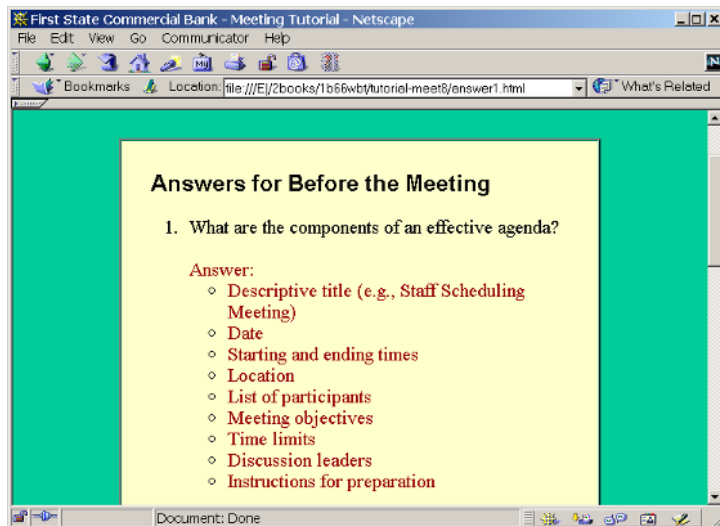 First State Commercial Bank - Meeting Tutorial - Netscape
File Edit View Go Communicator Help
Bookmarks Location: file:///E|/2books/1b66wbt/tutorial-meet8/answer1.html What's Related
Answers for Before the Meeting
1. What are the components of an effective agenda?
Answer:
Descriptive title (e.g., Staff Scheduling
Meeting)
Date
Starting and ending times
Location
List of participants
Meeting objectives
Time limits
Discussion leaders
Instructions for preparation
Document: Done